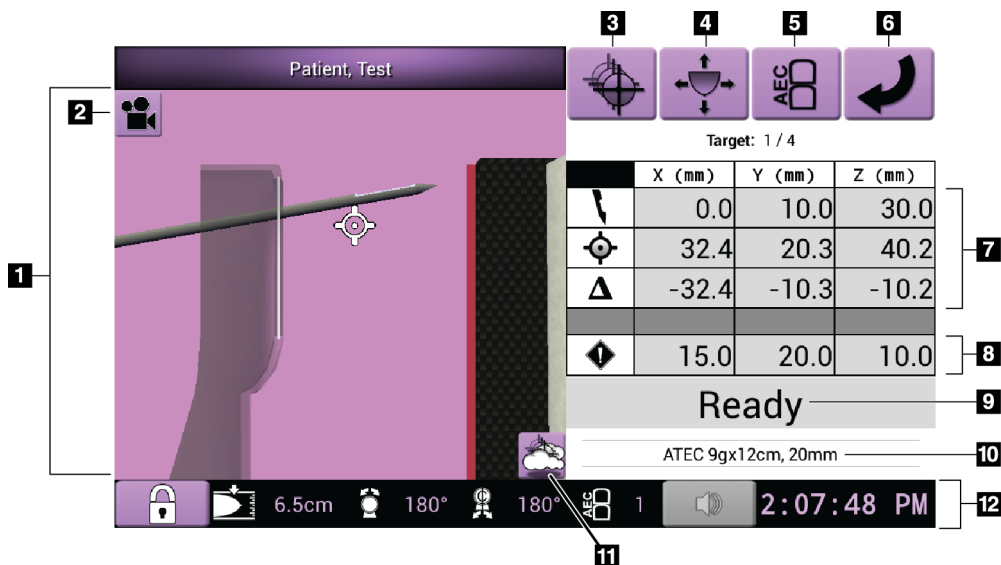 3 4 5 6
Patient, Test
AEC
1
2
Target: 1 / 4
X (mm) Y (mm) Z (mm)
0.0 10.0 30.0
32.4 20.3 40.2
Δ -32.4 -10.3 -10.2
7
! 15.0 20.0 10.0
8
Ready
9
ATEC 9gx12cm, 20mm
10
6.5cm 180° C 180° AEC 1 2:07:48 PM
12
11